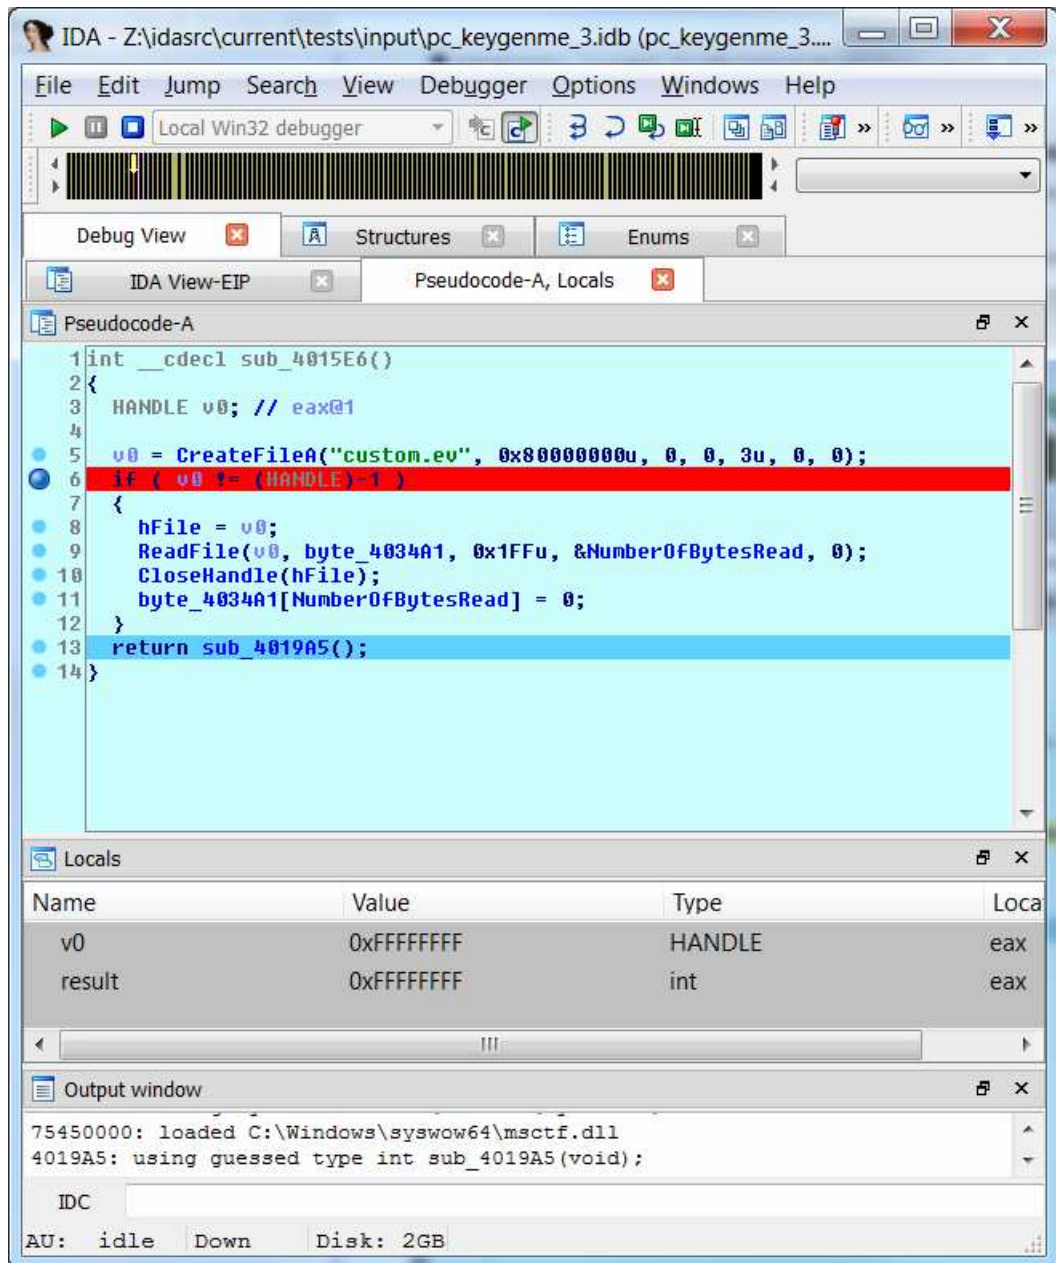 IDA - Z:\idasrc\current\tests\input\pc_keygenme_3.idb (pc_keygenme_3....
File Edit Jump Search View Debugger Options Windows Help
Local Win32 debugger
Debug View Structures Enums
IDA View-EIP Pseudocode-A, Locals
Pseudocode-A
1 int __cdecl sub_4015E6()
2 {
3 HANDLE v0; // eax@1
4
5 v0 = CreateFileA("custom.ev", 0x80000000u, 0, 0, 3u, 0, 0);
6 if ( v0 != (HANDLE)-1 )
7 {
8 hFile = v0;
9 ReadFile(v0, byte_4034A1, 0x1FFu, &NumberOfBytesRead, 0);
10 CloseHandle(hFile);
11 byte_4034A1[NumberOfBytesRead] = 0;
12 }
13 return sub_4019A5();
14 }
Locals
Name Value Type Loca
v0 0xFFFFFFFF HANDLE eax
result 0xFFFFFFFF int eax
Output window
75450000: loaded C:\Windows\syswow64\msctf.dll
4019A5: using guessed type int sub_4019A5(void);
IDC
AU: idle Down Disk: 2GB